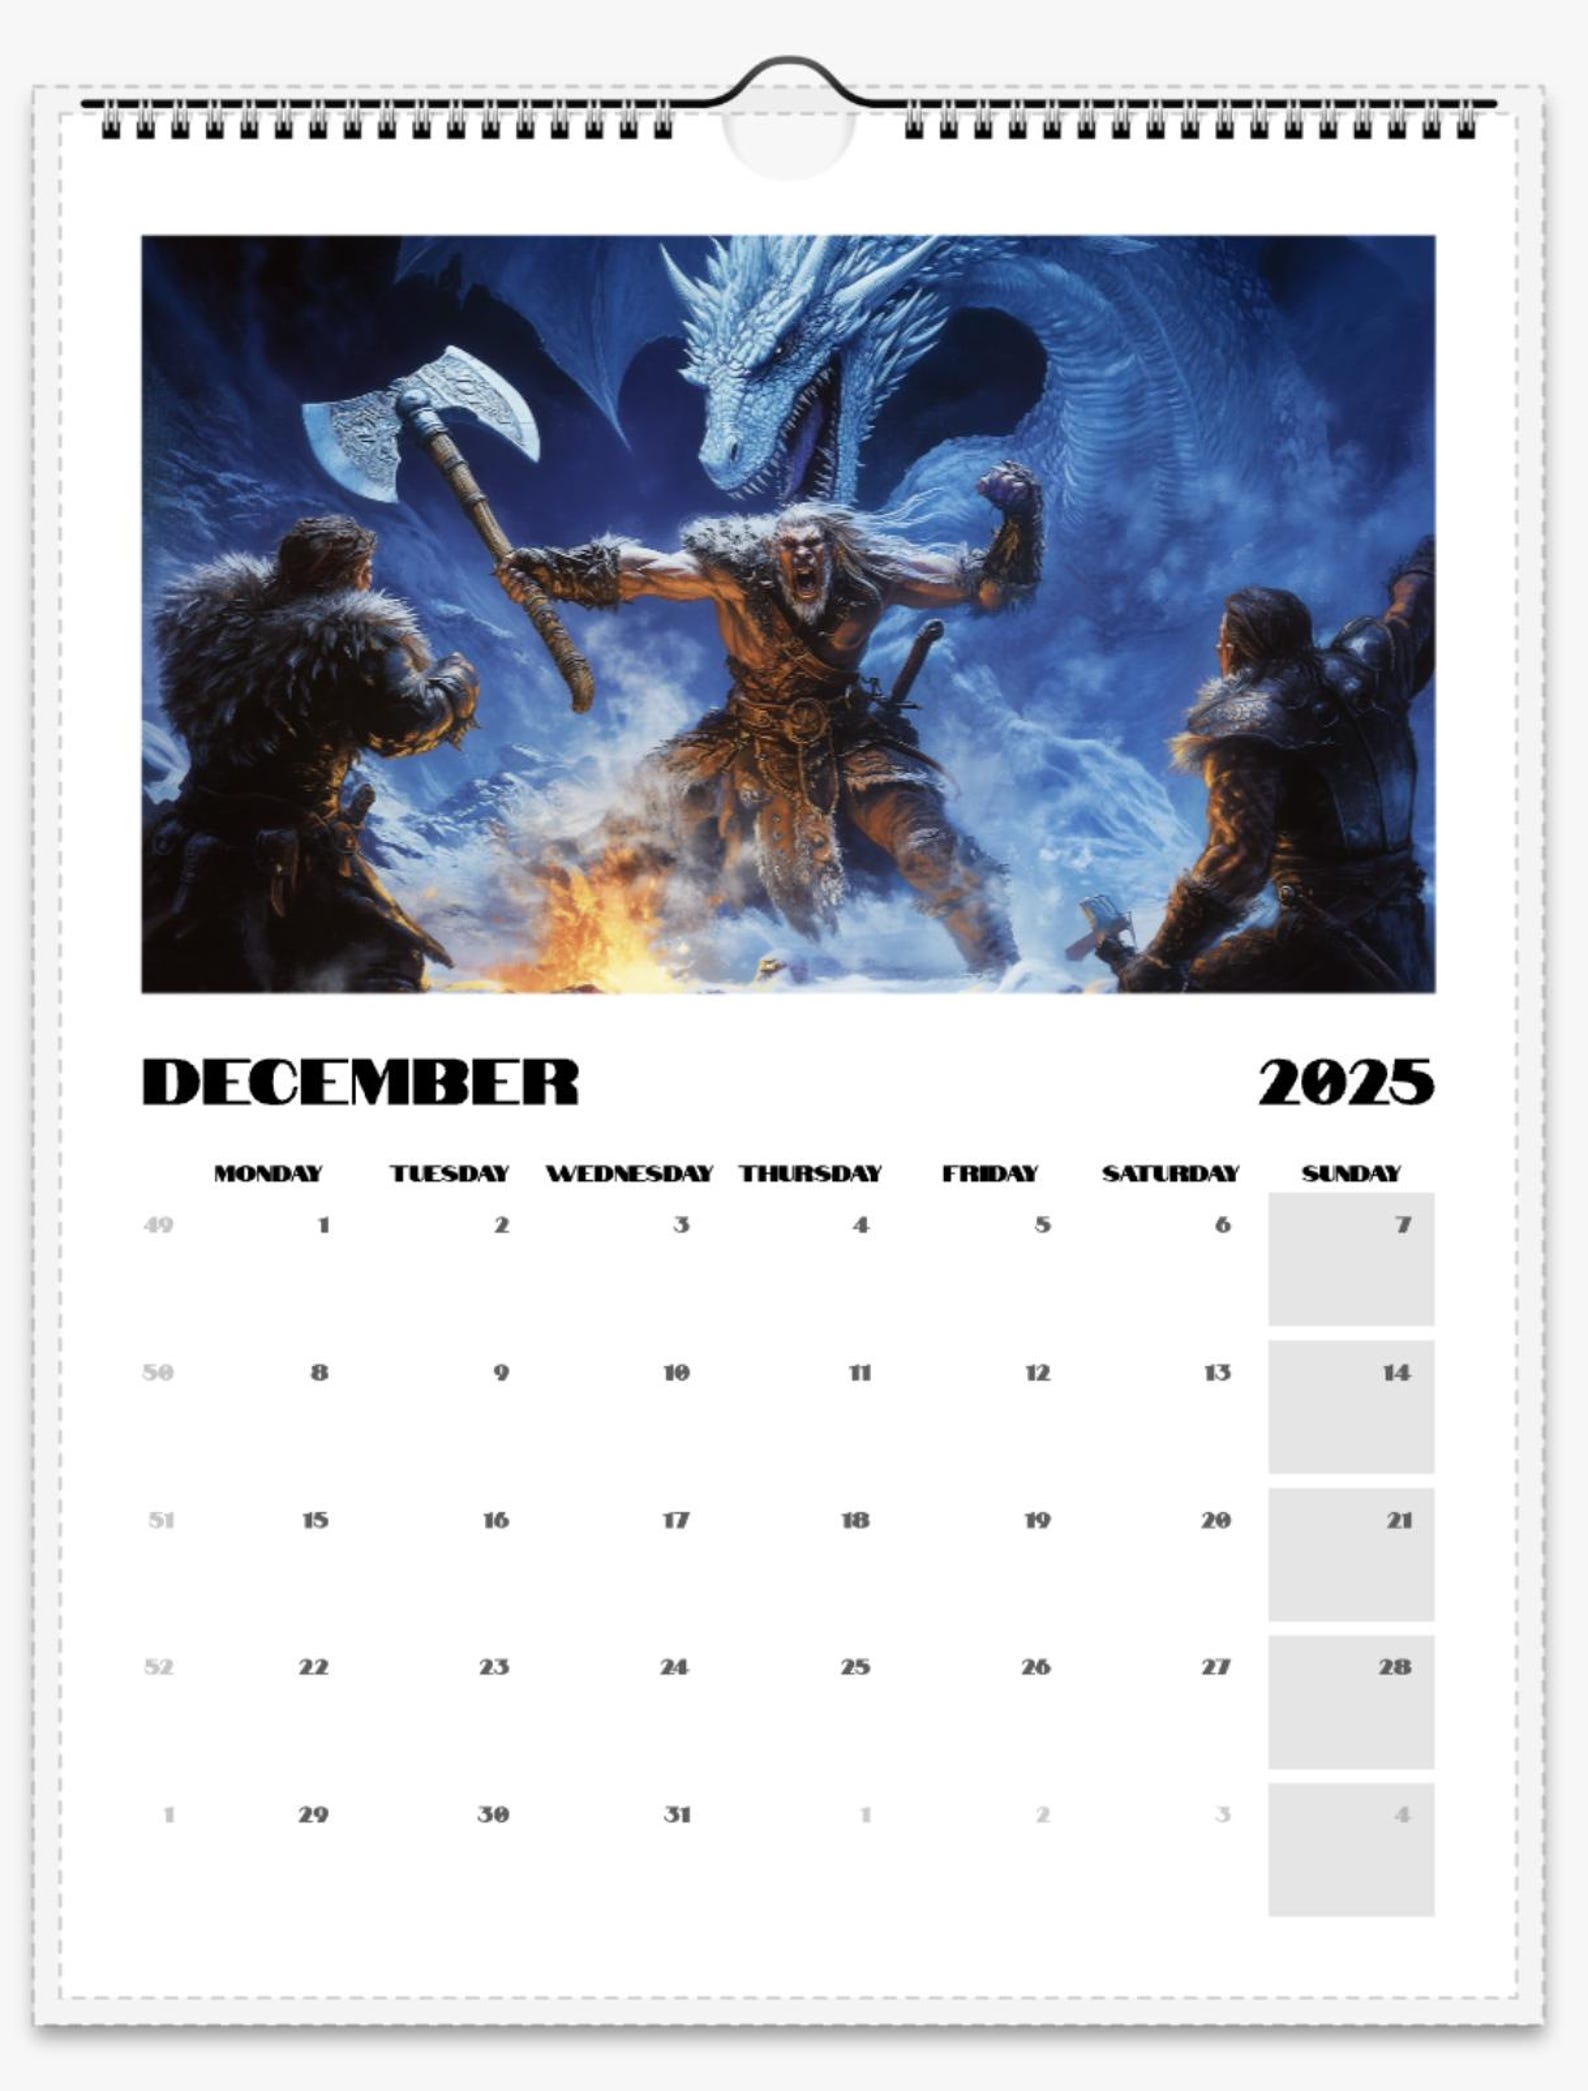 DECEMBER 2025
MONDAY TUESDAY WEDNESDAY THURSDAY FRIDAY SATURDAY SUNDAY
49 1 2 3 4 5 6 7
50 8 9 10 11 12 13 14
51 15 16 17 18 19 20 21
52 22 23 24 25 26 27 28
1 29 30 31 1 2 3 4